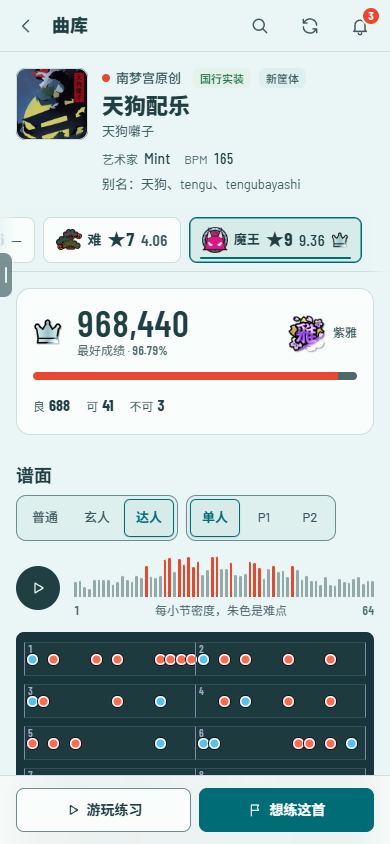 曲库
3
南梦宫原创 国行实装 新筐体
天狗配乐
天狗囃子
艺术家 Mint BPM 165
别名：天狗、tengu、tengubayashi
难 ★7 4.06
魔王 ★9 9.36
968,440
最好成绩 · 96.79%
雅 紫雅
良 688 可 41 不可 3
谱面
普通 玄人 达人 单人 P1 P2
1 每小节密度，朱色是难点 64
1 2
3 4
5 6
游玩练习 想练这首